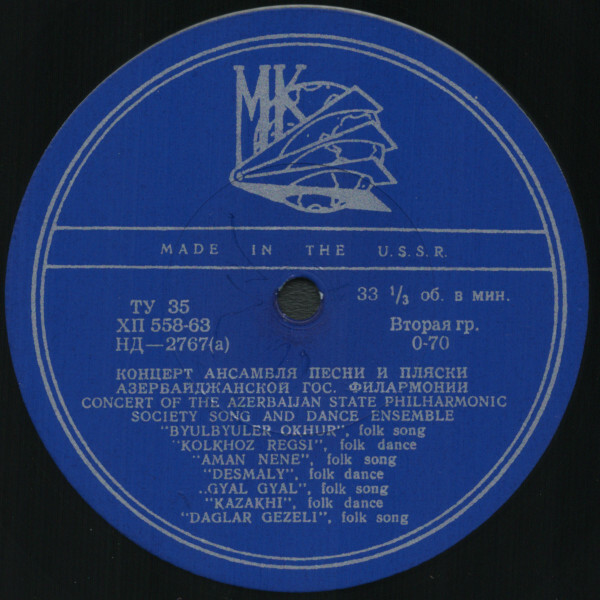 МК
MADE IN THE U.S.S.R.
ТУ 35
ХП 558-63
НД—2767(а)
33 1/3 об. в мин.
Вторая гр.
0-70
КОНЦЕРТ АНСАМБЛЯ ПЕСНИ И ПЛЯСКИ
АЗЕРБАЙДЖАНСКОЙ ГОС. ФИЛАРМОНИИ
CONCERT OF THE AZERBAIJAN STATE PHILHARMONIC
SOCIETY SONG AND DANCE ENSEMBLE
"BYULBYULER OKHUR", folk song
"KOLKHOZ REGSI", folk dance
"AMAN NENE", folk song
"DESMALY", folk dance
„GYAL GYAL", folk song
"KAZAKHI", folk dance
"DAGLAR GEZELI", folk song